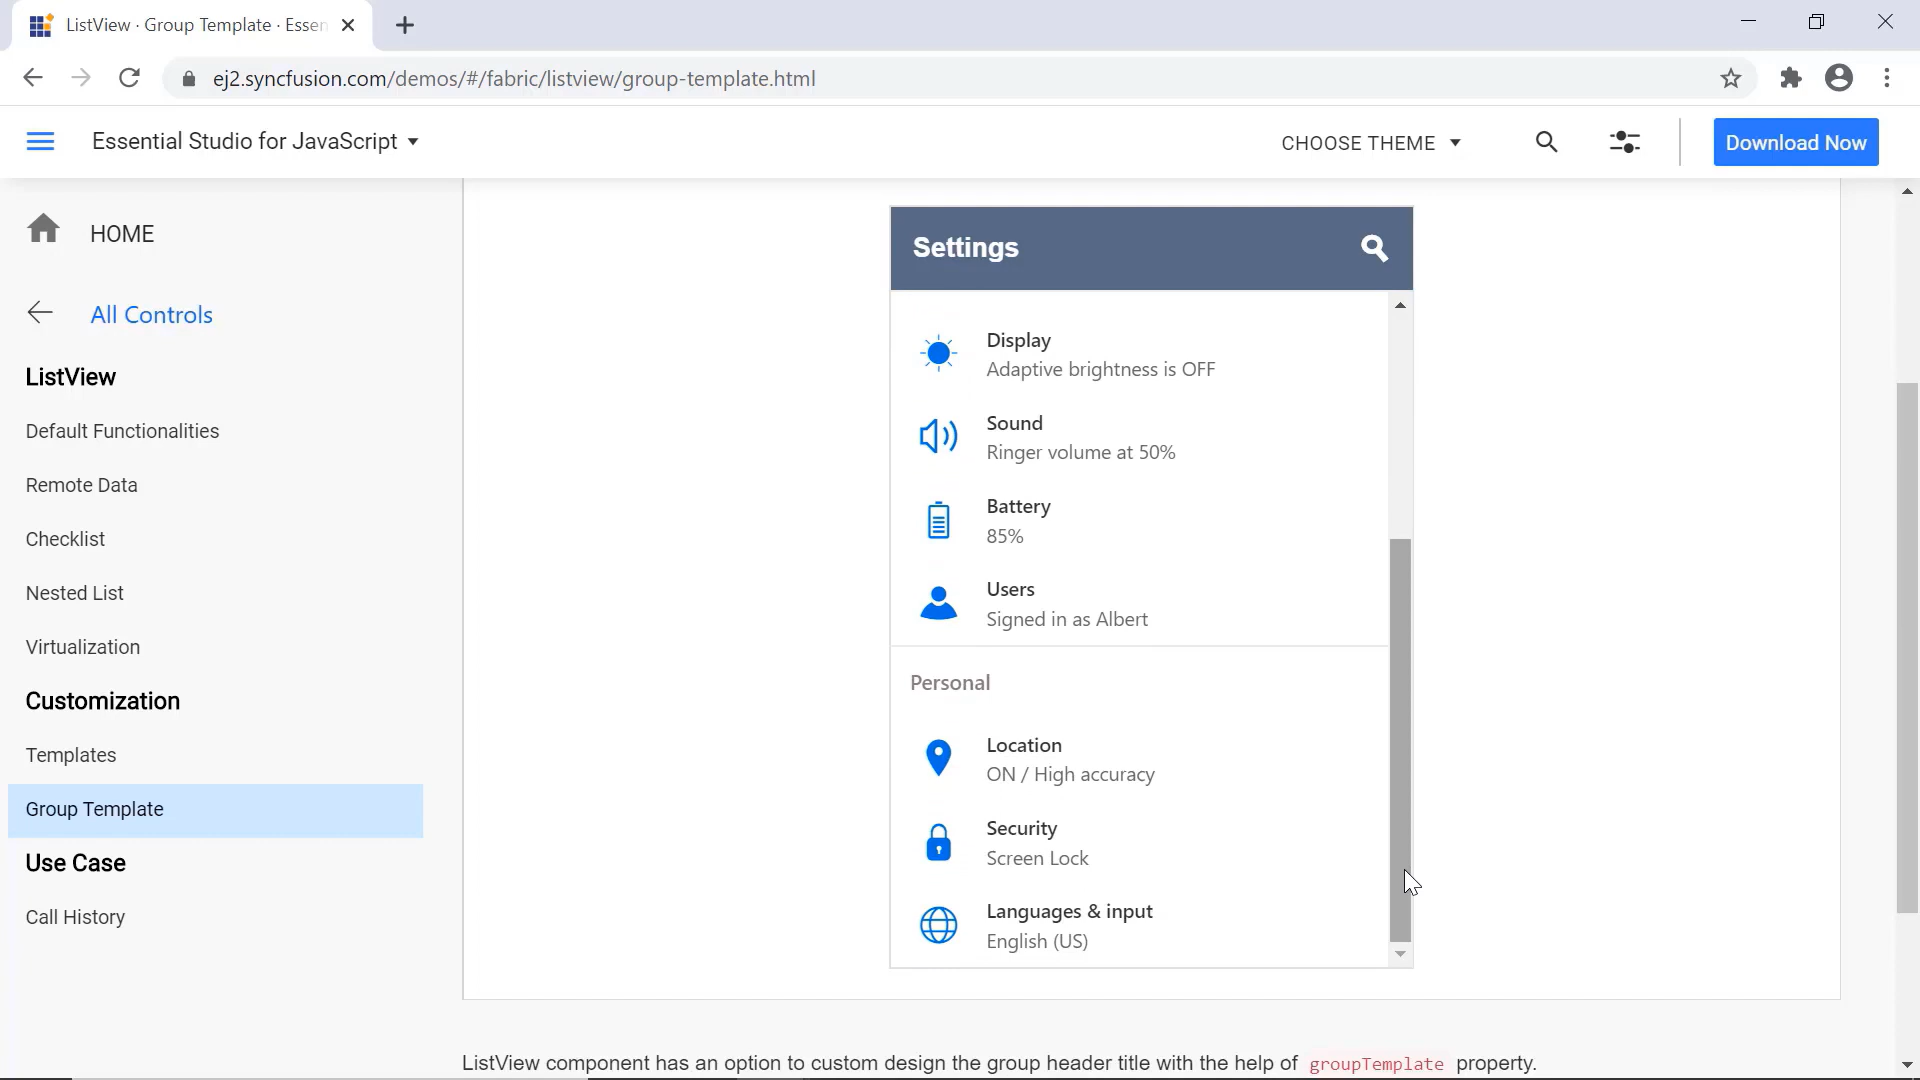 ListView · Group Template · Essen
ej2.syncfusion.com/demos/#/fabric/listview/group-template.html
Essential Studio for JavaScript
CHOOSE THEME
Download Now
HOME
All Controls
ListView
Default Functionalities
Remote Data
Checklist
Nested List
Virtualization
Customization
Templates
Group Template
Use Case
Call History
Settings
Display
Adaptive brightness is OFF
Sound
Ringer volume at 50%
Battery
85%
Users
Signed in as Albert
Personal
Location
ON / High accuracy
Security
Screen Lock
Languages & input
English (US)
ListView component has an option to custom design the group header title with the help of groupTemplate property.